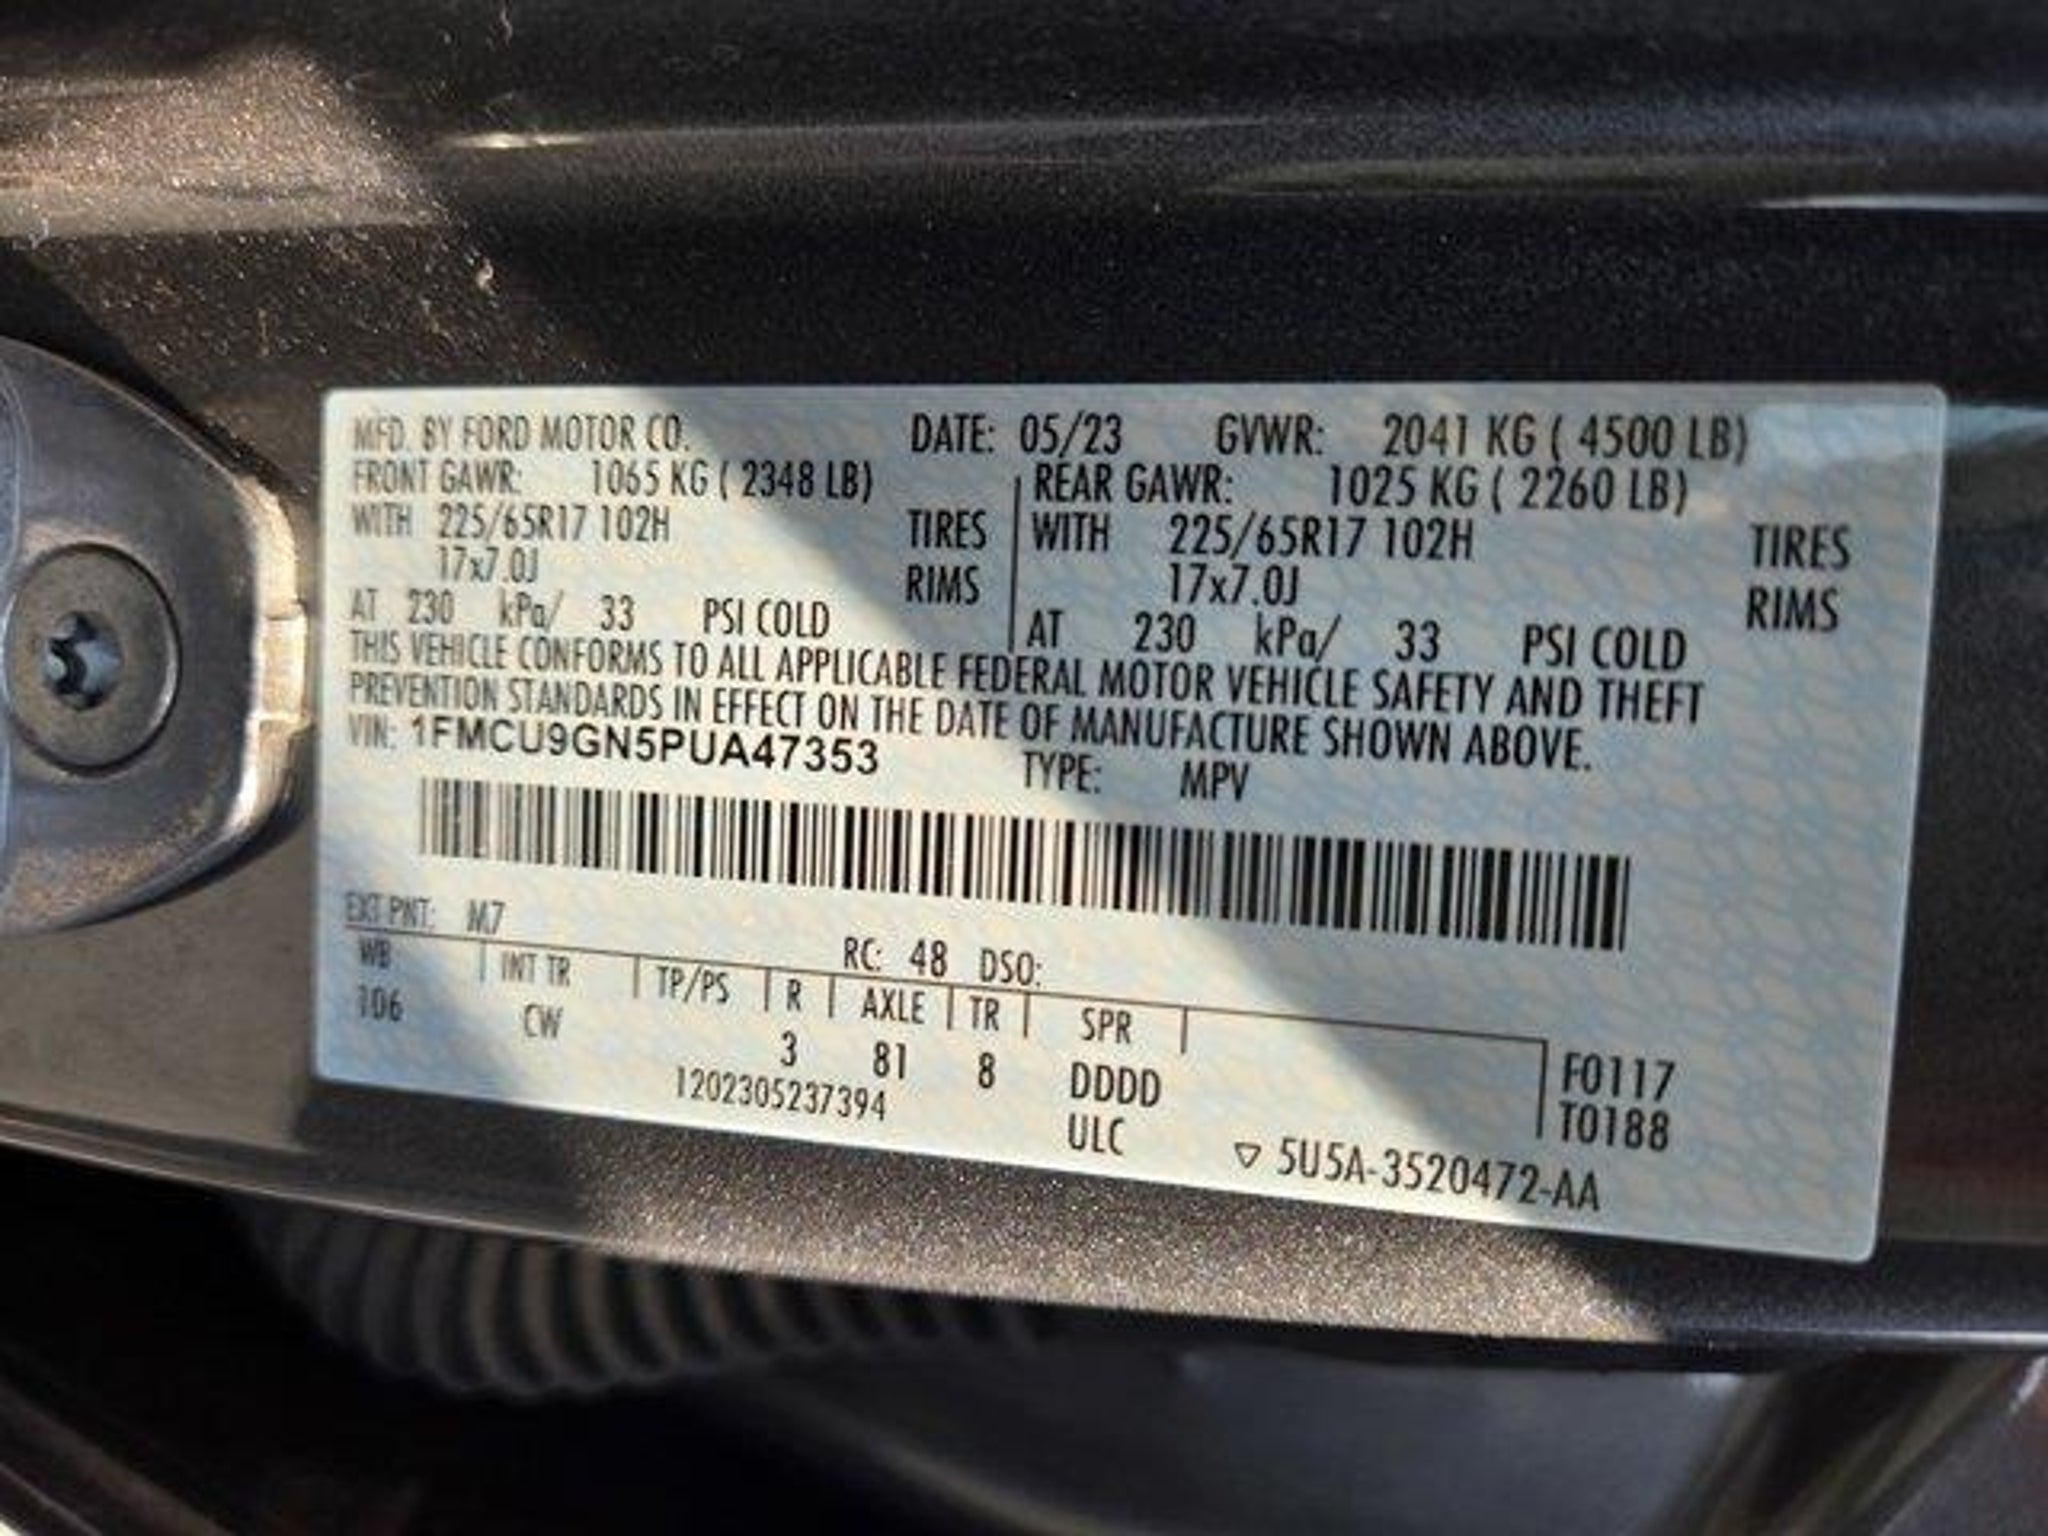 MFD. BY FORD MOTOR CO. DATE: 05/23 GVWR: 2041 KG ( 4500 LB)
FRONT GAWR: 1065 KG ( 2348 LB) REAR GAWR: 1025 KG ( 2260 LB)
WITH 225/65R17 102H TIRES WITH 225/65R17 102H TIRES
17x7.0J RIMS 17x7.0J RIMS
AT 230 kPa/ 33 PSI COLD AT 230 kPa/ 33 PSI COLD
THIS VEHICLE CONFORMS TO ALL APPLICABLE FEDERAL MOTOR VEHICLE SAFETY AND THEFT
PREVENTION STANDARDS IN EFFECT ON THE DATE OF MANUFACTURE SHOWN ABOVE.
VIN: 1FMCU9GN5PUA47353 TYPE: MPV
EXT PNT: M7 RC: 48 DSO:
WB INT TR TP/PS R AXLE TR SPR
106 CW 3 81 8 DDDD F0117
120230523​7394 ULC T0188
▽ 5U5A-3520472-AA